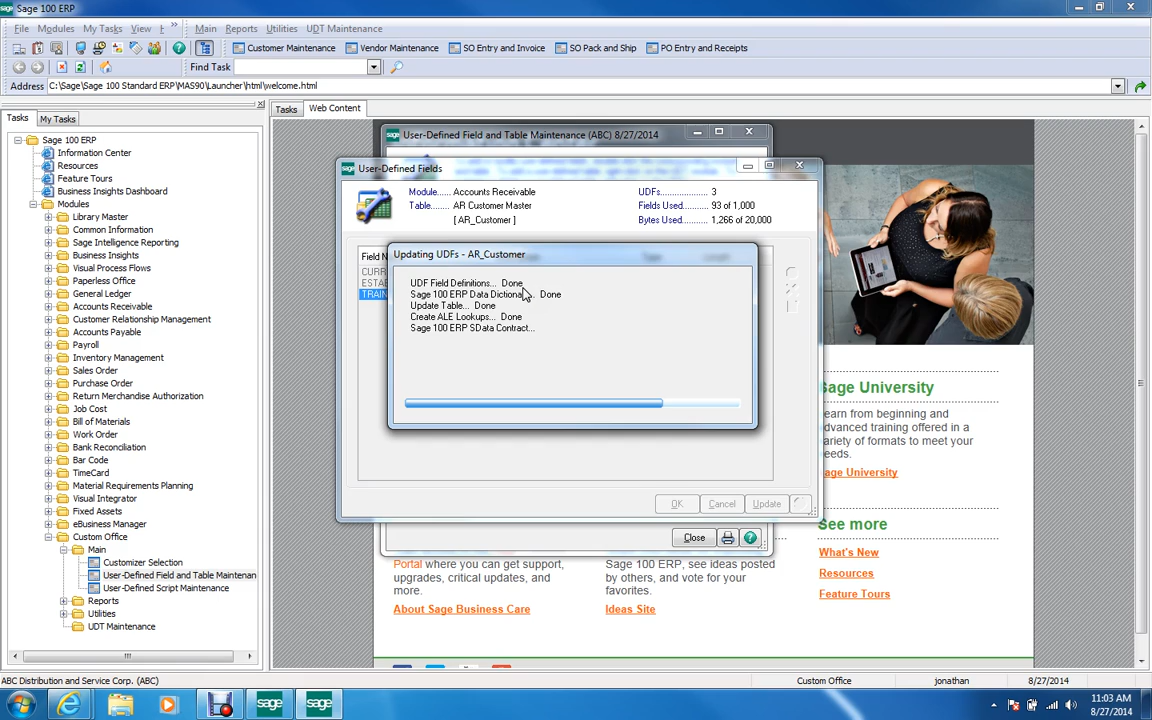 Sage 100 ERP
File Modules My Tasks View » Main Reports Utilities UDT Maintenance
Customer Maintenance Vendor Maintenance SO Entry and Invoice SO Pack and Ship PO Entry and Receipts
Find Task
Address C:\Sage\Sage 100 Standard ERP\MAS90\Launcher\html\welcome.html
Tasks My Tasks
Tasks Web Content
Sage 100 ERP
Information Center
Resources
Feature Tours
Business Insights Dashboard
Modules
Library Master
Common Information
Sage Intelligence Reporting
Business Insights
Visual Process Flows
Paperless Office
General Ledger
Accounts Receivable
Customer Relationship Management
Accounts Payable
Payroll
Inventory Management
Sales Order
Purchase Order
Return Merchandise Authorization
Job Cost
Bill of Materials
Work Order
Bank Reconciliation
Bar Code
TimeCard
Material Requirements Planning
Visual Integrator
Fixed Assets
eBusiness Manager
Custom Office
Main
Customizer Selection
User-Defined Field and Table Maintenan
User-Defined Script Maintenance
Reports
Utilities
UDT Maintenance
sage User-Defined Field and Table Maintenance (ABC) 8/27/2014
sage User-Defined Fields
Module..... Accounts Receivable UDFs................... 3
Table........ AR Customer Master Fields Used........ 93 of 1,000
[ AR_Customer ] Bytes Used........ 1,266 of 20,000
Field N
CURR
ESTAE
TRAIN
Updating UDFs - AR_Customer
UDF Field Definitions... Done
Sage 100 ERP Data Dictiona... Done
Update Table... Done
Create ALE Lookups... Done
Sage 100 ERP SData Contract...
OK Cancel Update
Close
Portal where you can get support,
upgrades, critical updates, and
more.
About Sage Business Care
Resources, see ideas posted
by others, and vote for your
favorites.
Ideas Site
Sage University
earn from beginning and
dvanced training offered in a
ariety of formats to meet your
eeds.
age University
See more
What's New
Resources
Feature Tours
ABC Distribution and Service Corp. (ABC) Custom Office jonathan 8/27/2014
sage sage
11:03 AM
8/27/2014